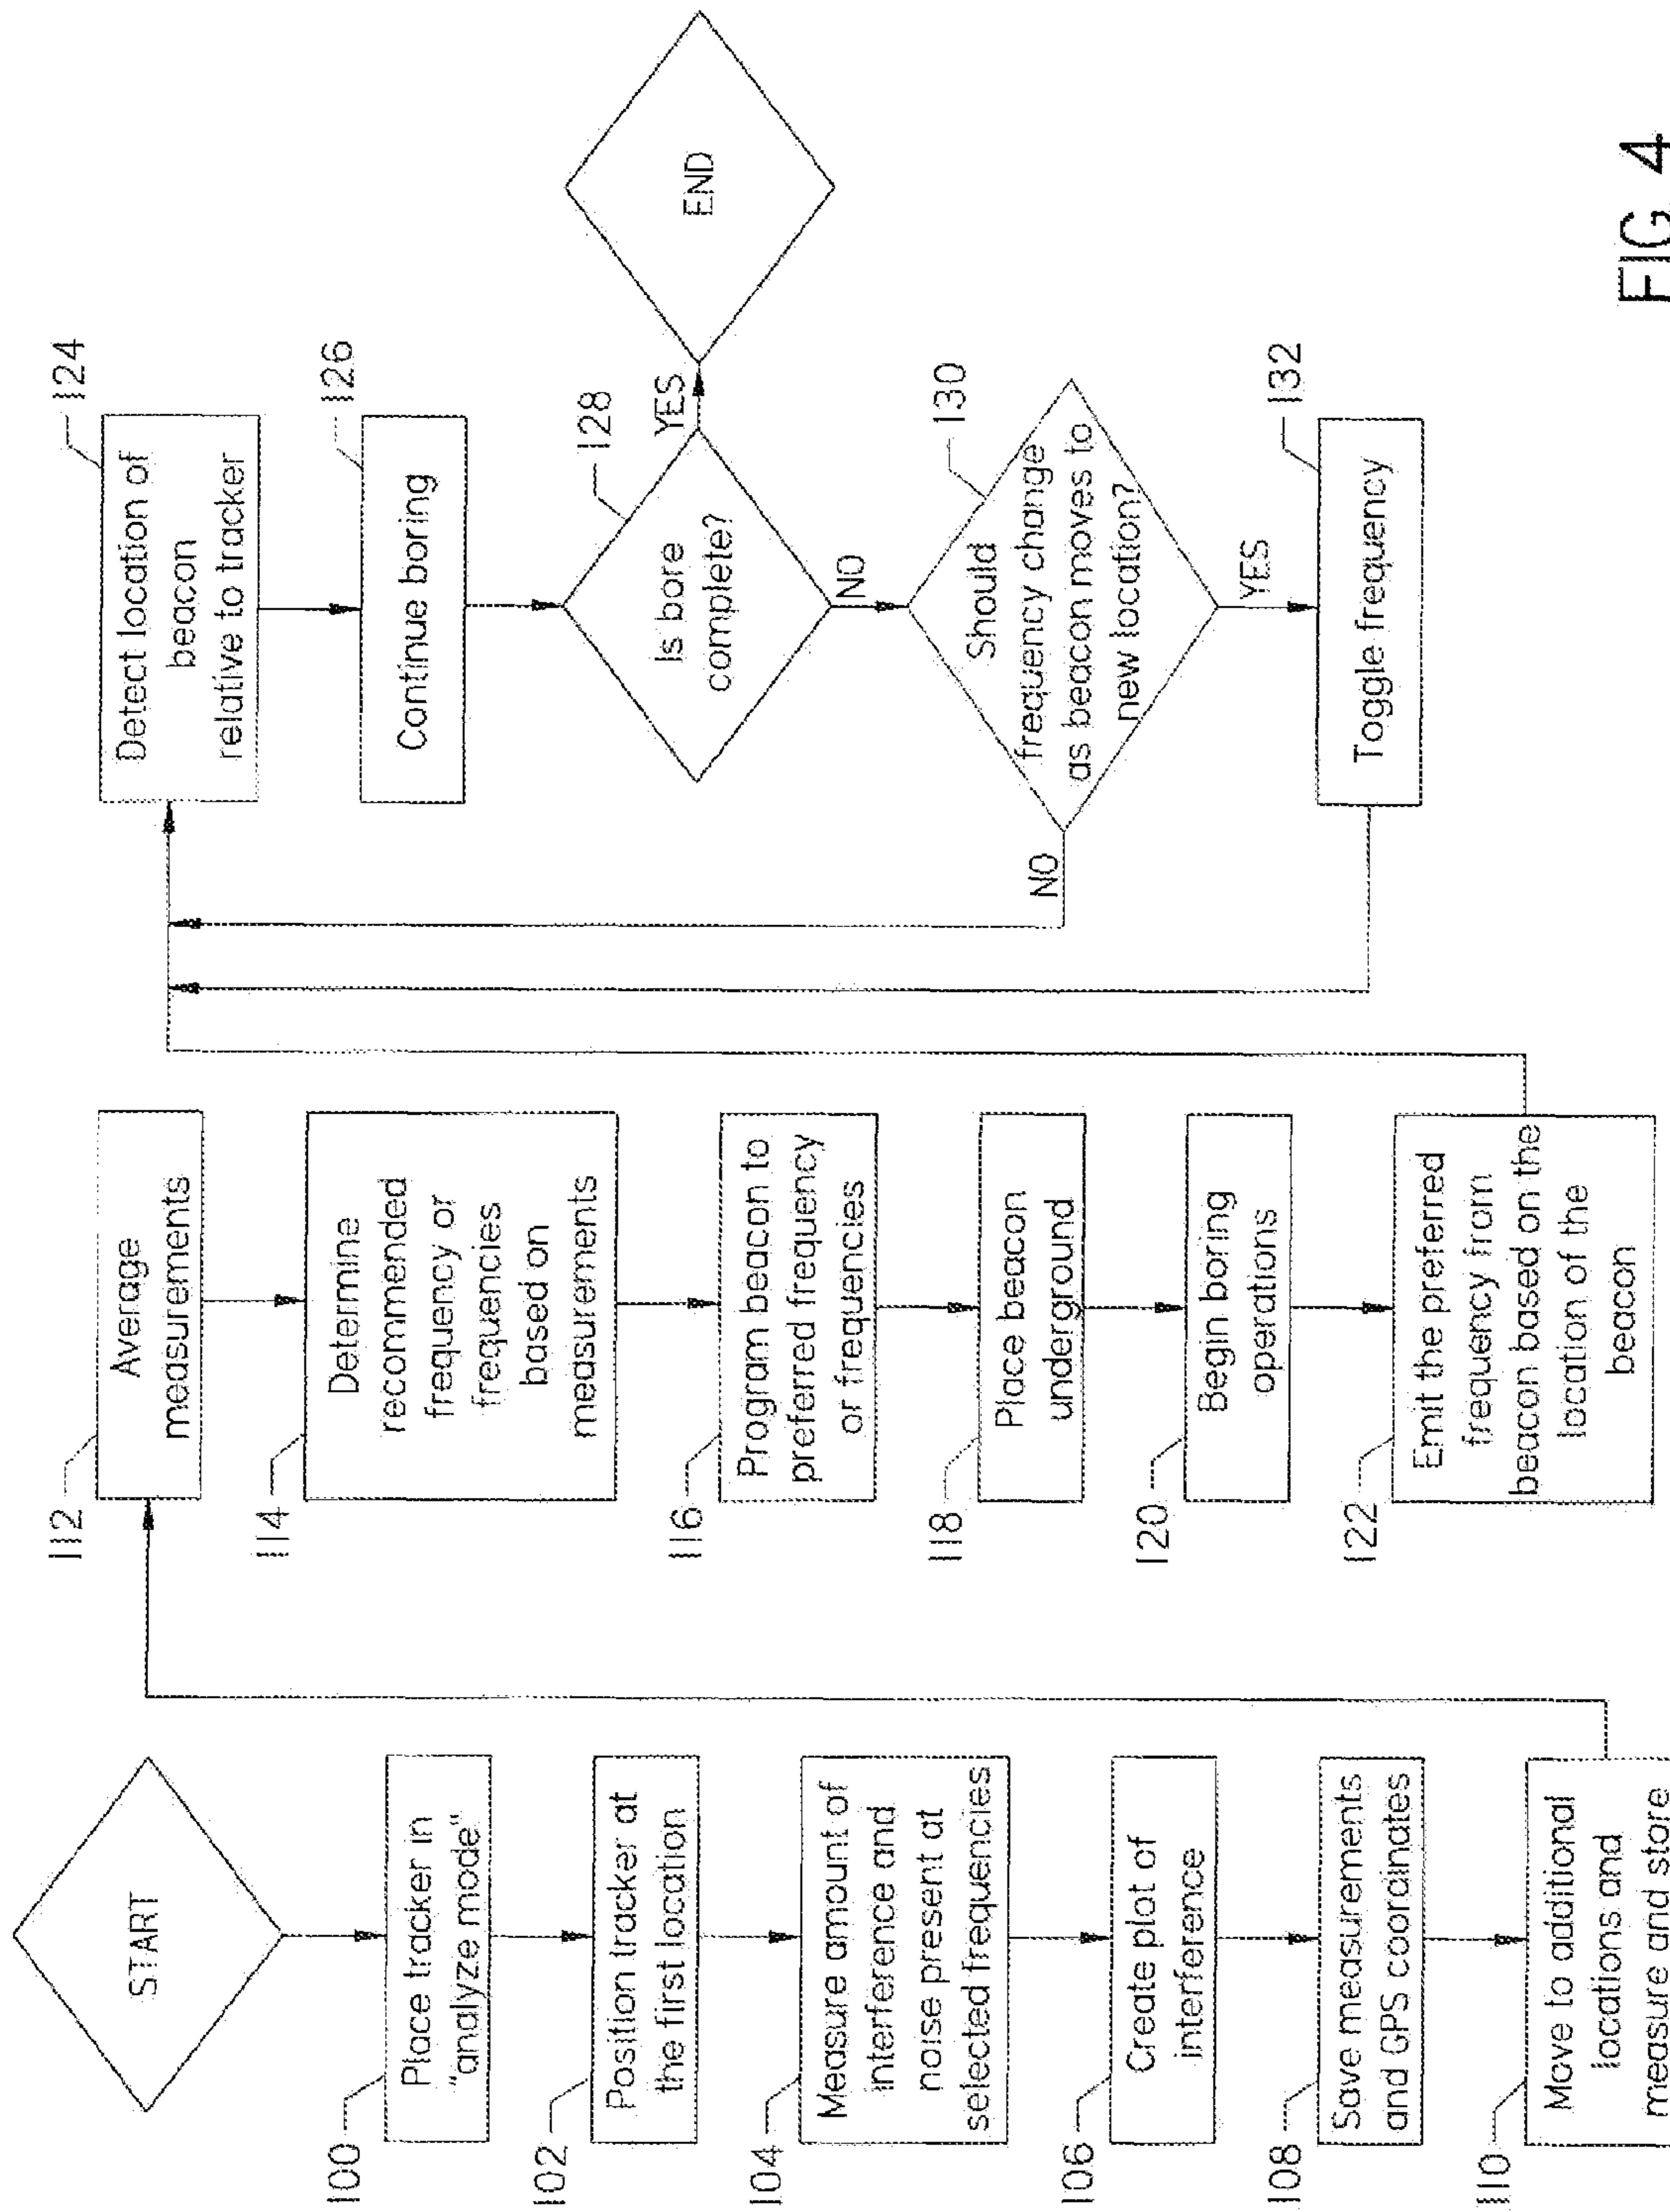 START
100
Place tracker in
"analyze mode"
102
Position tracker at
the first location
104
Measure amount of
interference and
noise present at
selected frequencies
106
Create plot of
interference
108
Save measurements
and GPS coordinates
110
Move to additional
locations and
measure and store
112
Average
measurements
114
Determine
recommended
frequency or
frequencies
based on
measurements
116
Program beacon to
preferred frequency
or frequencies
118
Place beacon
underground
120
Begin boring
operations
122
Emit the preferred
frequency from
beacon based on the
location of the
beacon
124
Detect location of
beacon
relative to tracker
126
Continue boring
128
Is bore
complete?
YES
END
NO
130
Should
frequency change
as beacon moves to
new location?
NO
YES
132
Toggle frequency
FIG. 4